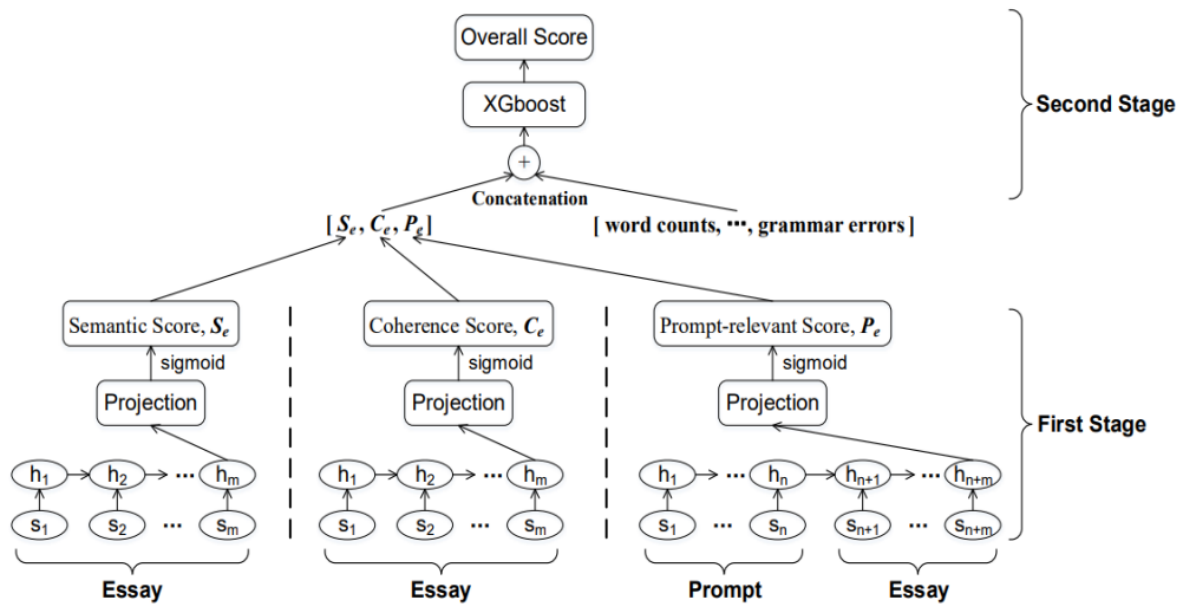 Overall Score
XGboost
Second Stage
+
Concatenation
[ Sₑ, Cₑ, Pₑ]
[ word counts, ⋯, grammar errors ]
Semantic Score, Sₑ
Coherence Score, Cₑ
Prompt-relevant Score, Pₑ
sigmoid
sigmoid
sigmoid
Projection
Projection
Projection
First Stage
h₁ h₂ ⋯ hₘ
h₁ h₂ ⋯ hₘ
h₁ ⋯ hₙ hₙ₊₁ ⋯ hₙ₊ₘ
s₁ s₂ ⋯ sₘ
s₁ s₂ ⋯ sₘ
s₁ ⋯ sₙ sₙ₊₁ ⋯ sₙ₊ₘ
Essay
Essay
Prompt
Essay